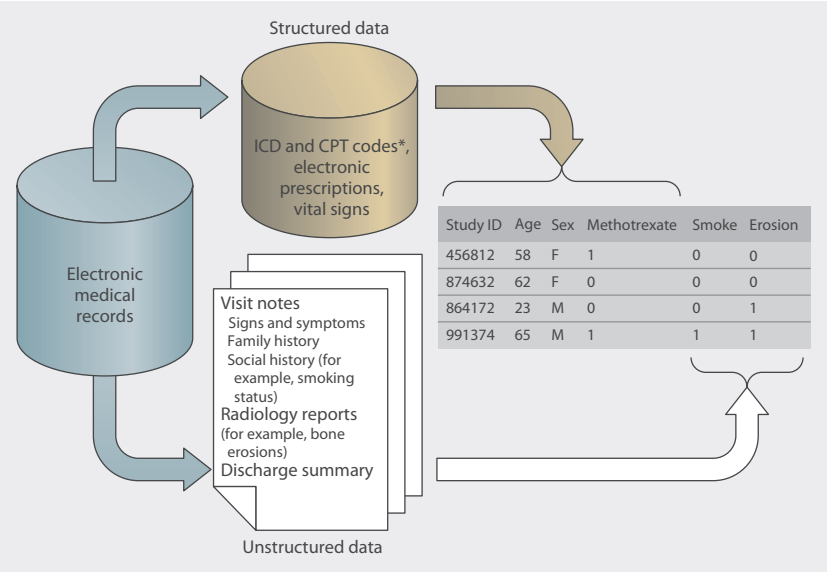 Structured data
ICD and CPT codes*,
electronic
prescriptions,
vital signs
Electronic
medical
records
Study ID Age Sex Methotrexate Smoke Erosion
456812 58 F 1 0 0
874632 62 F 0 0 0
864172 23 M 0 0 1
991374 65 M 1 1 1
Visit notes
Signs and symptoms
Family history
Social history (for
example, smoking
status)
Radiology reports
(for example, bone
erosions)
Discharge summary
Unstructured data